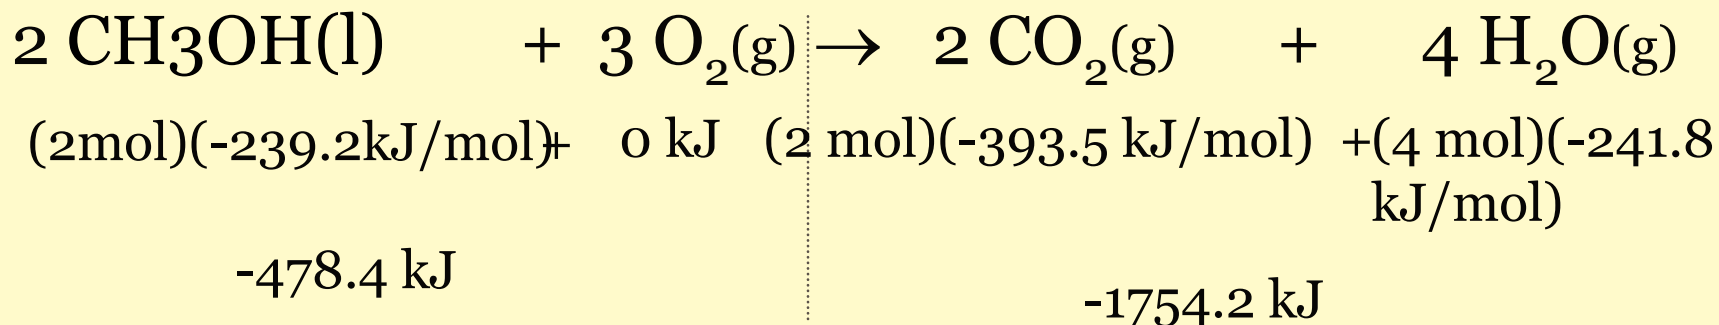 2 CH3OH(l) + 3 O₂(g) → 2 CO₂(g) + 4 H₂O(g)
(2mol)(-239.2kJ/mol)+ 0 kJ (2 mol)(-393.5 kJ/mol) +(4 mol)(-241.8
kJ/mol)
-478.4 kJ
-1754.2 kJ